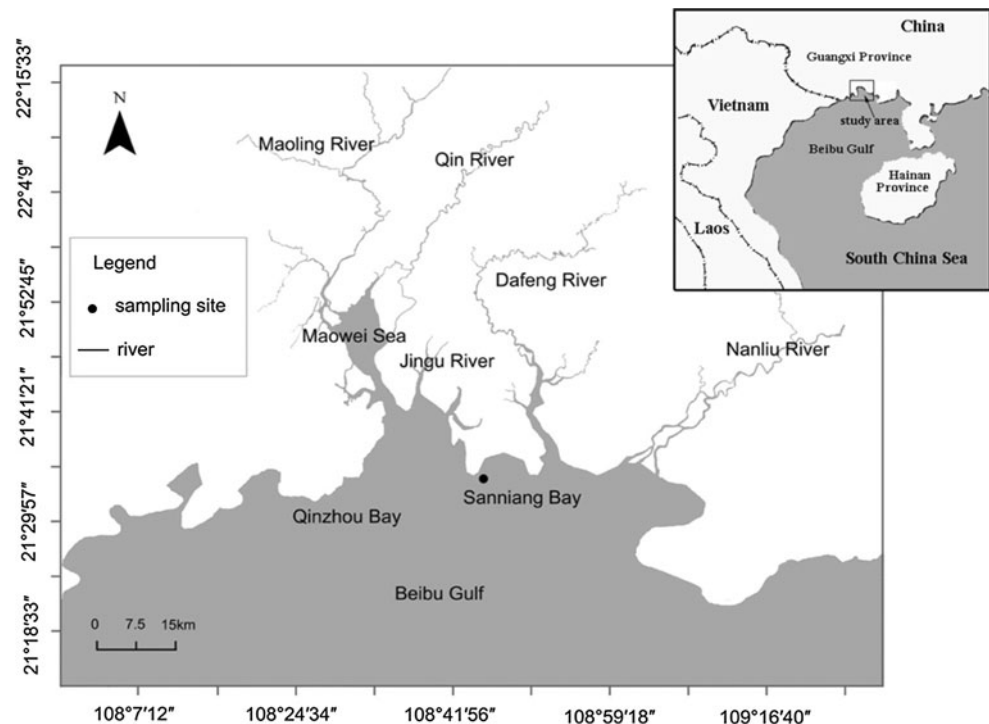 China
Guangxi Province
Vietnam
study area
Beibu Gulf
Hainan
Province
Laos
South China Sea
N
Maoling River
Qin River
Legend
sampling site
river
Dafeng River
Maowei Sea
Jingu River
Nanliu River
Sanniang Bay
Qinzhou Bay
Beibu Gulf
0 7.5 15km
22°15′33″
22°4′9″
21°52′45″
21°41′21″
21°29′57″
21°18′33″
108°7′12″ 108°24′34″ 108°41′56″ 108°59′18″ 109°16′40″